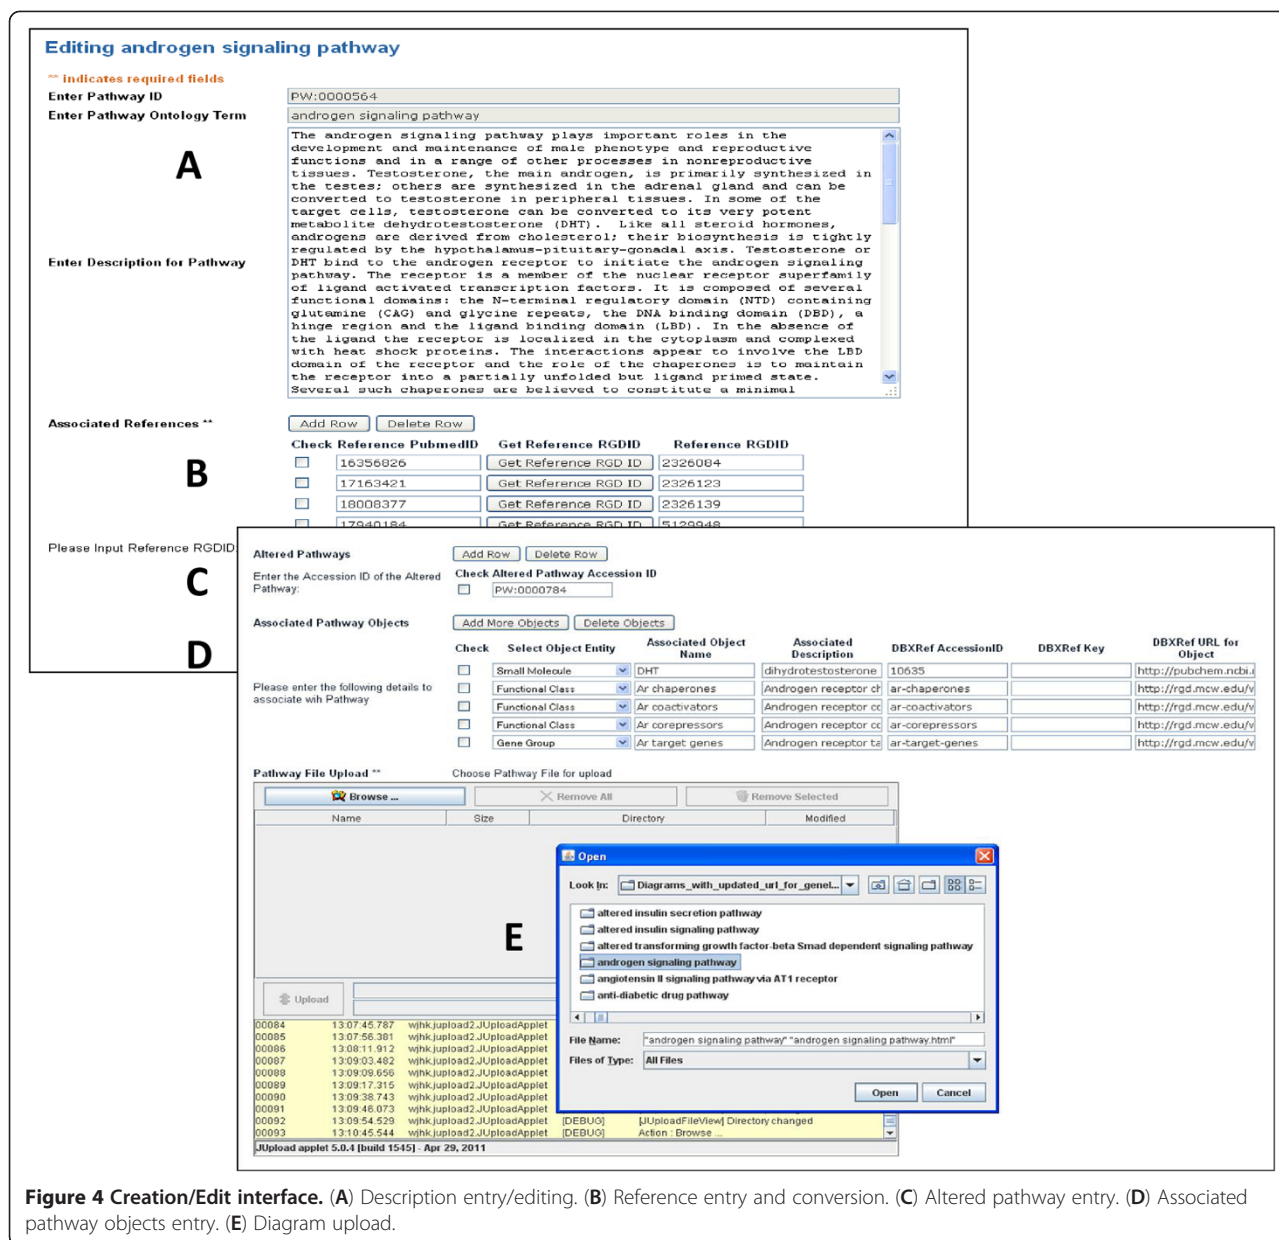 Editing androgen signaling pathway
** indicates required fields
Enter Pathway ID
PW:0000564
Enter Pathway Ontology Term
androgen signaling pathway
A
Enter Description for Pathway
The androgen signaling pathway plays important roles in the
development and maintenance of male phenotype and reproductive
functions and in a range of other processes in nonreproductive
tissues. Testosterone, the main androgen, is primarily synthesized in
the testes; others are synthesized in the adrenal gland and can be
converted to testosterone in peripheral tissues. In some of the
target cells, testosterone can be converted to its very potent
metabolite dehydrotestosterone (DHT).  Like all steroid hormones,
androgens are derived from cholesterol; their biosynthesis is tightly
regulated by the hypothalamus-pituitary-gonadal axis. Testosterone or
DHT bind to the androgen receptor to initiate the androgen signaling
pathway. The receptor is a member of the nuclear receptor superfamily
of ligand activated transcription factors. It is composed of several
functional domains: the N-terminal regulatory domain (NTD) containing
glutamine (CAG) and glycine repeats, the DNA binding domain (DBD), a
hinge region and the ligand binding domain (LBD). In the absence of
the ligand the receptor is localized in the cytoplasm and complexed
with heat shock proteins. The interactions appear to involve the LBD
domain of the receptor and the role of the chaperones is to maintain
the receptor into a partially unfolded but ligand primed state.
Several such chaperones are believed to constitute a minimal
Associated References **
Add Row Delete Row
Check Reference PubmedID Get Reference RGDID Reference RGDID
B
16356826 Get Reference RGD ID 2326084
17163421 Get Reference RGD ID 2326123
18008377 Get Reference RGD ID 2326139
17940184 Get Reference RGD ID 5129948
Please Input Reference RGDID
C
Altered Pathways
Add Row Delete Row
Enter the Accession ID of the Altered
Pathway:
Check Altered Pathway Accession ID
PW:0000784
D
Associated Pathway Objects
Add More Objects Delete Objects
Check Select Object Entity Associated Object Name Associated Description DBXRef AccessionID DBXRef Key DBXRef URL for Object
Please enter the following details to
associate wih Pathway
Small Molecule DHT dihydrotestosterone 10635 http://pubchem.ncbi.r
Functional Class Ar chaperones Androgen receptor ch ar-chaperones http://rgd.mcw.edu/v
Functional Class Ar coactivators Androgen receptor cc ar-coactivators http://rgd.mcw.edu/v
Functional Class Ar corepressors Androgen receptor cc ar-corepressors http://rgd.mcw.edu/v
Gene Group Ar target genes Androgen receptor ta ar-target-genes http://rgd.mcw.edu/v
Pathway File Upload ** Choose Pathway File for upload
Browse ... Remove All Remove Selected
Name Size Directory Modified
E
Open
Look In: Diagrams_with_updated_url_for_genel...
altered insulin secretion pathway
altered insulin signaling pathway
altered transforming growth factor-beta Smad dependent signaling pathway
androgen signaling pathway
angiotensin II signaling pathway via AT1 receptor
anti-diabetic drug pathway
File Name: "androgen signaling pathway" "androgen signaling pathway.html"
Files of Type: All Files
Open Cancel
Upload
00084 13:07:45.787 wjhk.jupload2.JUploadApplet
00085 13:07:56.381 wjhk.jupload2.JUploadApplet
00086 13:08:11.912 wjhk.jupload2.JUploadApplet
00087 13:09:03.482 wjhk.jupload2.JUploadApplet
00088 13:09:09.656 wjhk.jupload2.JUploadApplet
00089 13:09:17.315 wjhk.jupload2.JUploadApplet
00090 13:09:38.743 wjhk.jupload2.JUploadApplet
00091 13:09:46.073 wjhk.jupload2.JUploadApplet
00092 13:09:54.529 wjhk.jupload2.JUploadApplet [DEBUG] [JUploadFileView] Directory changed
00093 13:10:45.544 wjhk.jupload2.JUploadApplet [DEBUG] Action : Browse ...
JUpload applet 5.0.4 [build 1545] - Apr 29, 2011
Figure 4 Creation/Edit interface. (A) Description entry/editing. (B) Reference entry and conversion. (C) Altered pathway entry. (D) Associated
pathway objects entry. (E) Diagram upload.